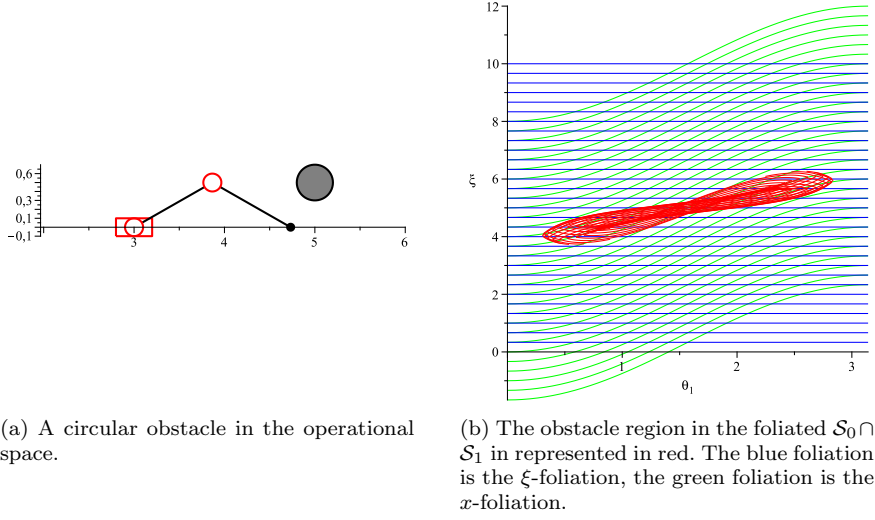 0,6
0,3
0,1
−0,1
3
4
5
6
12
10
8
ξ
6
4
2
0
1
2
3
θ1
(a) A circular obstacle in the operational
space.
(b) The obstacle region in the foliated S0∩
S1 in represented in red. The blue foliation
is the ξ-foliation, the green foliation is the
x-foliation.